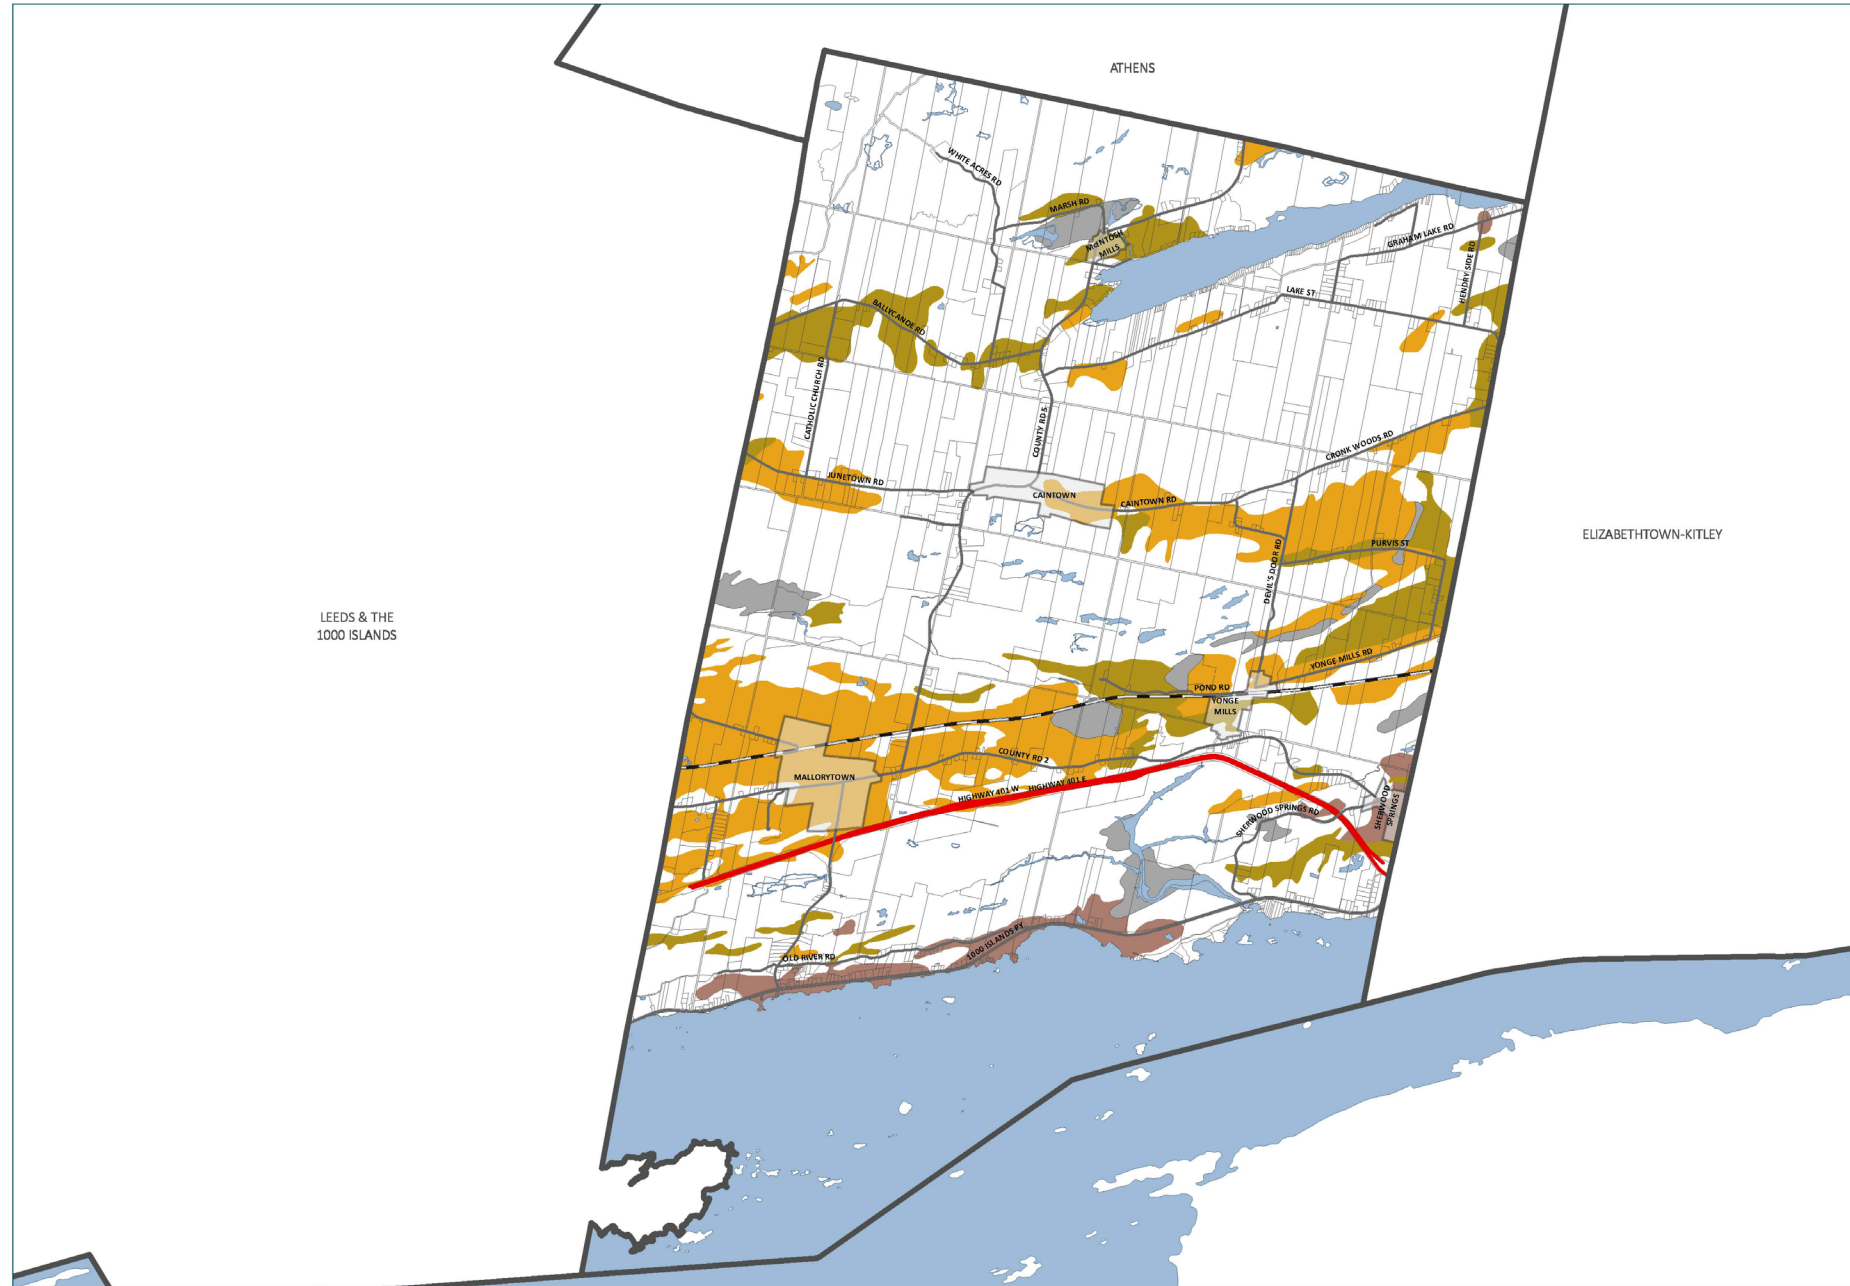 ATHENS
WHITE ACRES RD
MARSH RD
McINTOSH
MILLS
GRAHAM LAKE RD
HENDRY SIDE RD
LAKE ST
BALLYCANOE RD
CATHOLIC CHURCH RD
COUNTY RD 5
CRONK WOODS RD
JUNETOWN RD
CAINTOWN
CAINTOWN RD
PURVIS ST
ELIZABETHTOWN-KITLEY
DEVIL'S DOOR RD
LEEDS & THE
1000 ISLANDS
YONGE MILLS RD
POND RD
YONGE
MILLS
COUNTY RD 2
MALLORYTOWN
HIGHWAY 401 W
HIGHWAY 401 E
SHERWOOD SPRINGS RD
SHERWOOD
SPRINGS
1000 ISLANDS PY
OLD RIVER RD